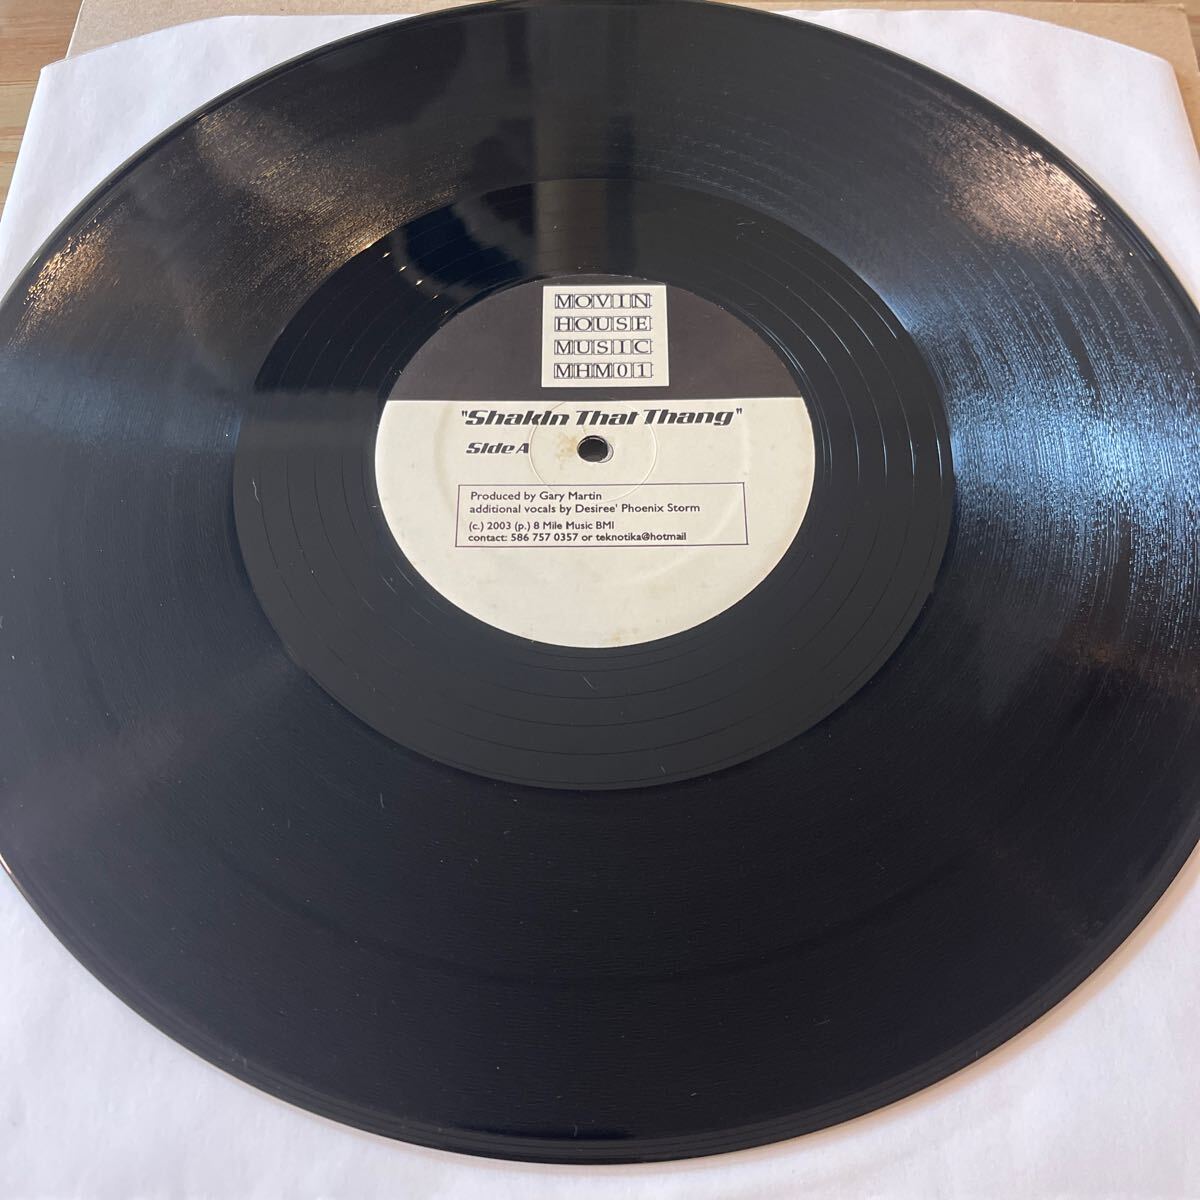 MOVIN
HOUSE
MUSIC
MHM01
"ShakIn That Thang"
Side A
Produced by Gary Martin
additional vocals by Desiree' Phoenix Storm
(c.) 2003 (p.) 8 Mile Music BMI
contact: 586 757 0357 or teknotika@hotmail